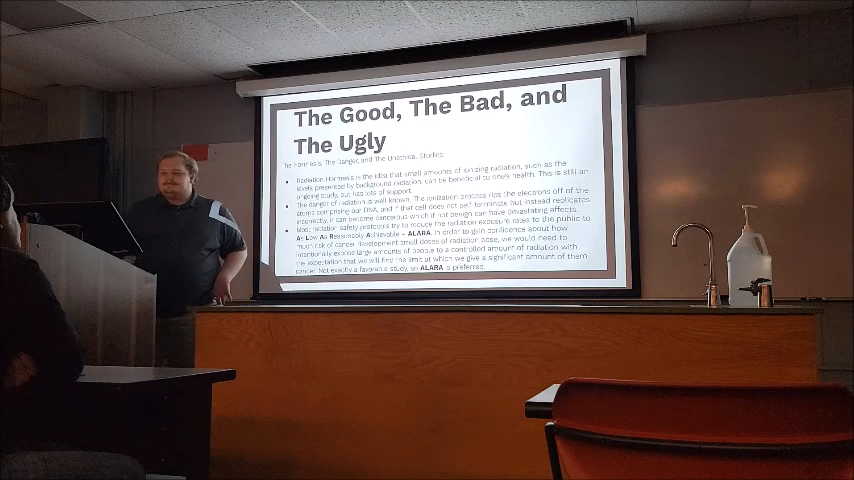 The Good, The Bad, and
The Ugly
The Hormesis, The Danger, and The Unethical Studies
Radiation Hormesis is the idea that small amounts of ionizing radiation, such as the
levels presented by background radiation, can be beneficial to one's health. This is still an
ongoing study, but has lots of support.
The danger of radiation is well known. The ionization process rips the electrons off of the
atoms comprising our DNA, and if that cell does not self-terminate but instead replicates
incorrectly, it can become cancerous which if not benign can have devastating effects.
Most radiation safety protocols try to reduce the radiation exposure rates to the public to
As Low As Reasonably Achievable - ALARA. In order to gain confidence about how
much risk of cancer development small doses of radiation pose, we would need to
intentionally expose large amounts of people to a controlled amount of radiation with
the expectation that we will find the limit at which we give a significant amount of them
cancer. Not exactly a favorable study, so ALARA is preferred.